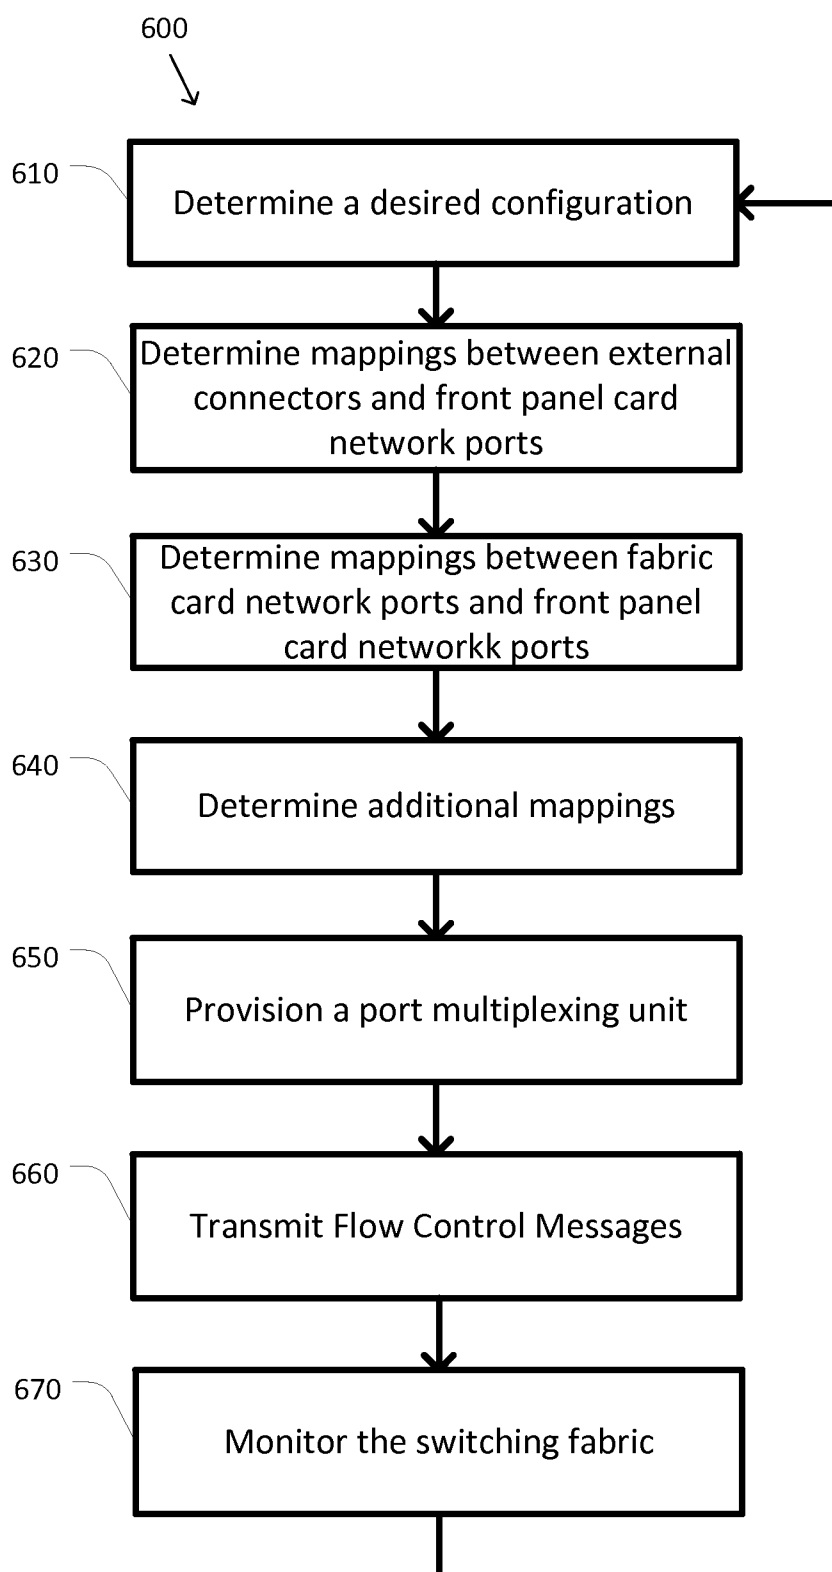 600
610
Determine a desired configuration
620
Determine mappings between external
connectors and front panel card
network ports
630
Determine mappings between fabric
card network ports and front panel
card networkk ports
640
Determine additional mappings
650
Provision a port multiplexing unit
660
Transmit Flow Control Messages
670
Monitor the switching fabric